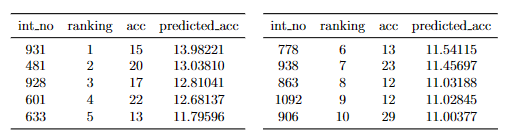 int_no ranking acc predicted_acc int_no ranking acc predicted_acc
931 1 15 13.98221 778 6 13 11.54115
481 2 20 13.03810 938 7 23 11.45697
928 3 17 12.81041 863 8 12 11.03188
601 4 22 12.68137 1092 9 12 11.02845
633 5 13 11.79596 906 10 29 11.00377